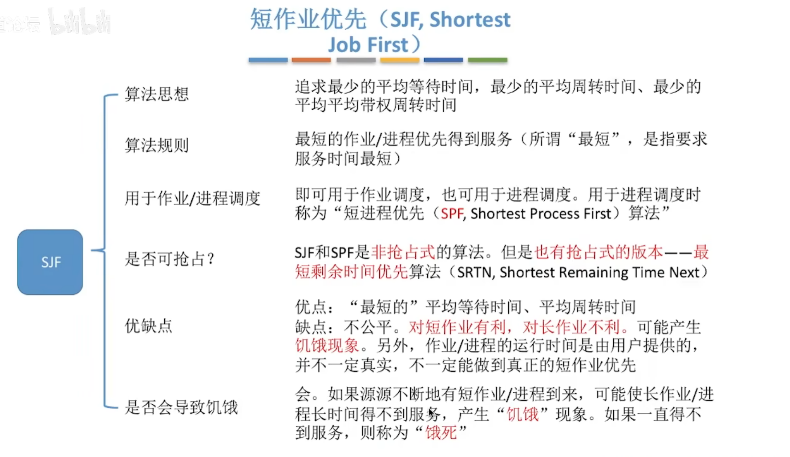 bilibili
短作业优先（SJF, Shortest
Job First）
算法思想
追求最少的平均等待时间，最少的平均周转时间、最少的
平均平均带权周转时间
算法规则
最短的作业/进程优先得到服务（所谓“最短”，是指要求
服务时间最短）
用于作业/进程调度
即可用于作业调度，也可用于进程调度。用于进程调度时
称为“短进程优先（SPF, Shortest Process First）算法”
SJF
是否可抢占？
SJF和SPF是非抢占式的算法。但是也有抢占式的版本——最
短剩余时间优先算法（SRTN, Shortest Remaining Time Next）
优缺点
优点：“最短的”平均等待时间、平均周转时间
缺点：不公平。对短作业有利，对长作业不利。可能产生
饥饿现象。另外，作业/进程的运行时间是由用户提供的，
并不一定真实，不一定能做到真正的短作业优先
是否会导致饥饿
会。如果源源不断地有短作业/进程到来，可能使长作业/进
程长时间得不到服务，产生“饥饿”现象。如果一直得不
到服务，则称为“饿死”